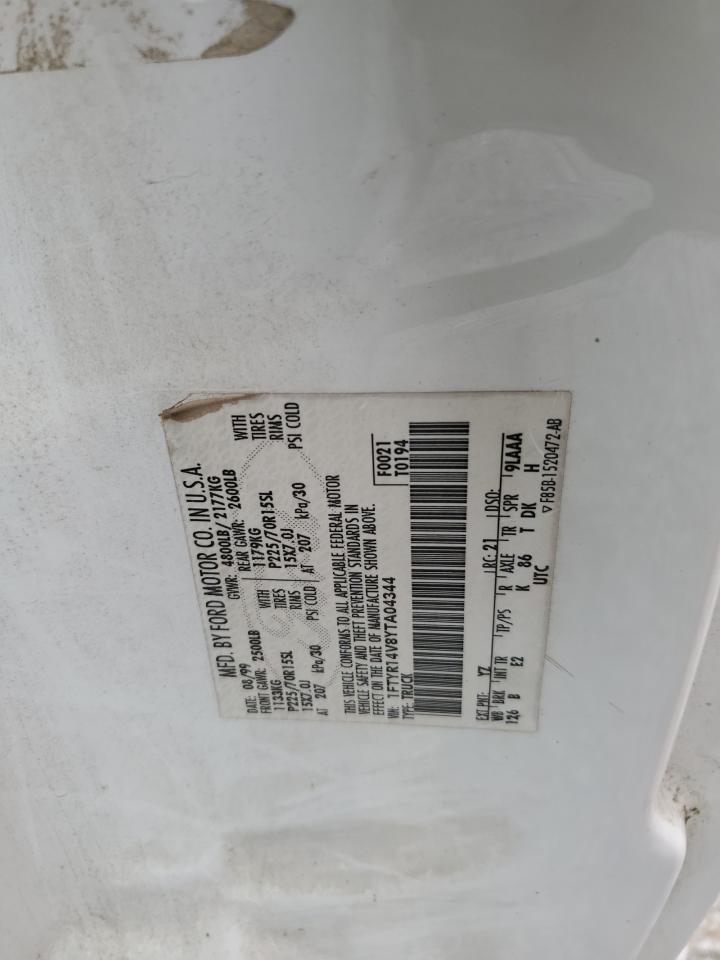 MFD. BY FORD MOTOR CO. IN U.S.A.
DATE: 08/99 GVWR: 4800LB/ 2177KG
FRONT GAWR: 2500LB REAR GAWR: 2600LB
1133KG WITH 1179KG WITH
P225/70R15SL TIRES P225/70R15SL TIRES
15X7.0J RIMS 15X7.0J RIMS
AT 207 kPa/30 PSI COLD AT 207 kPa/30 PSI COLD
THIS VEHICLE CONFORMS TO ALL APPLICABLE FEDERAL MOTOR
VEHICLE SAFETY AND THEFT PREVENTION STANDARDS IN
EFFECT ON THE DATE OF MANUFACTURE SHOWN ABOVE.
VIN: 1FTYR14V8YTA04344 F0021
TYPE: TRUCK T0194
EXT PNT: YZ RC: 21 DSO:
WB BRK INT TR TP/PS R AXLE TR SPR 9LAAA
126 B E2 K 86 T DK H
UTC ▽ F85B-1520472-AB